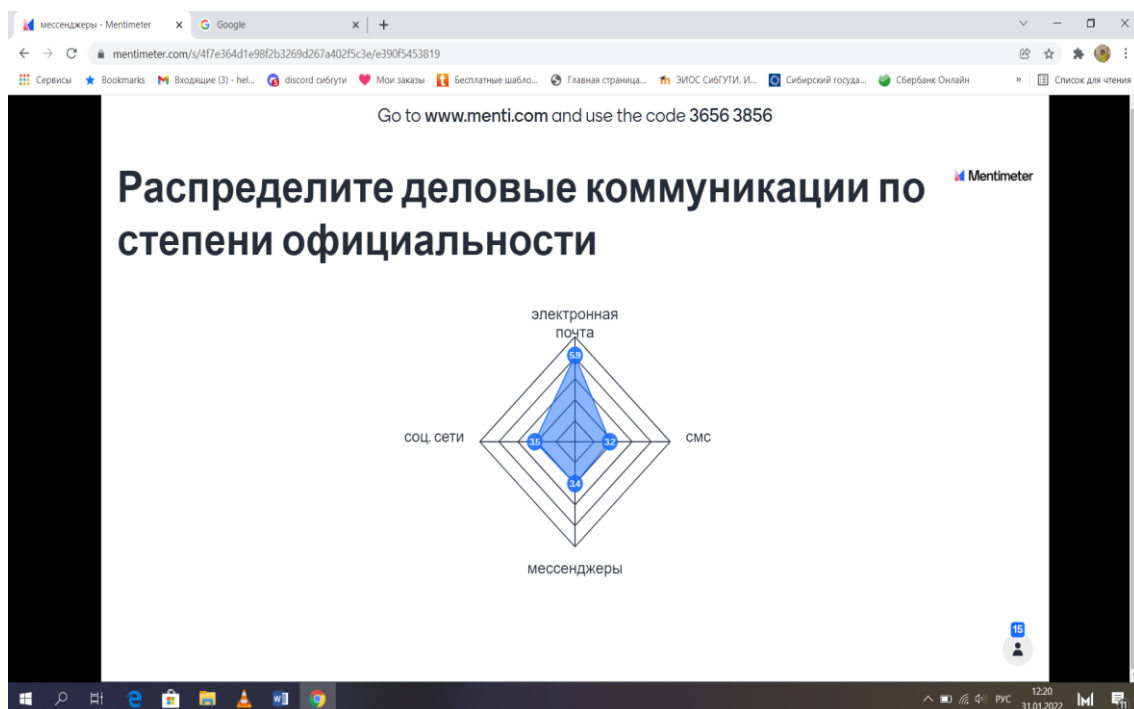 мессенджеры - Mentimeter
Google
mentimeter.com/s/4f7e364d1e98f2b3269d267a402f5c3e/e390f5453819
Сервисы
Bookmarks
Входящие (3) - hel...
discord сибгути
Мои заказы
Бесплатные шабло...
Главная страница...
ЭИОС СибГУТИ. И...
Сибирский госуда...
Сбербанк Онлайн
»
Список для чтения
Go to www.menti.com and use the code 3656 3856
Mentimeter
Распределите деловые коммуникации по
степени официальности
электронная
почта
5.9
соц. сети
3.5
3.2
смс
3.4
мессенджеры
15
РУС
12:20
31.01.2022
11